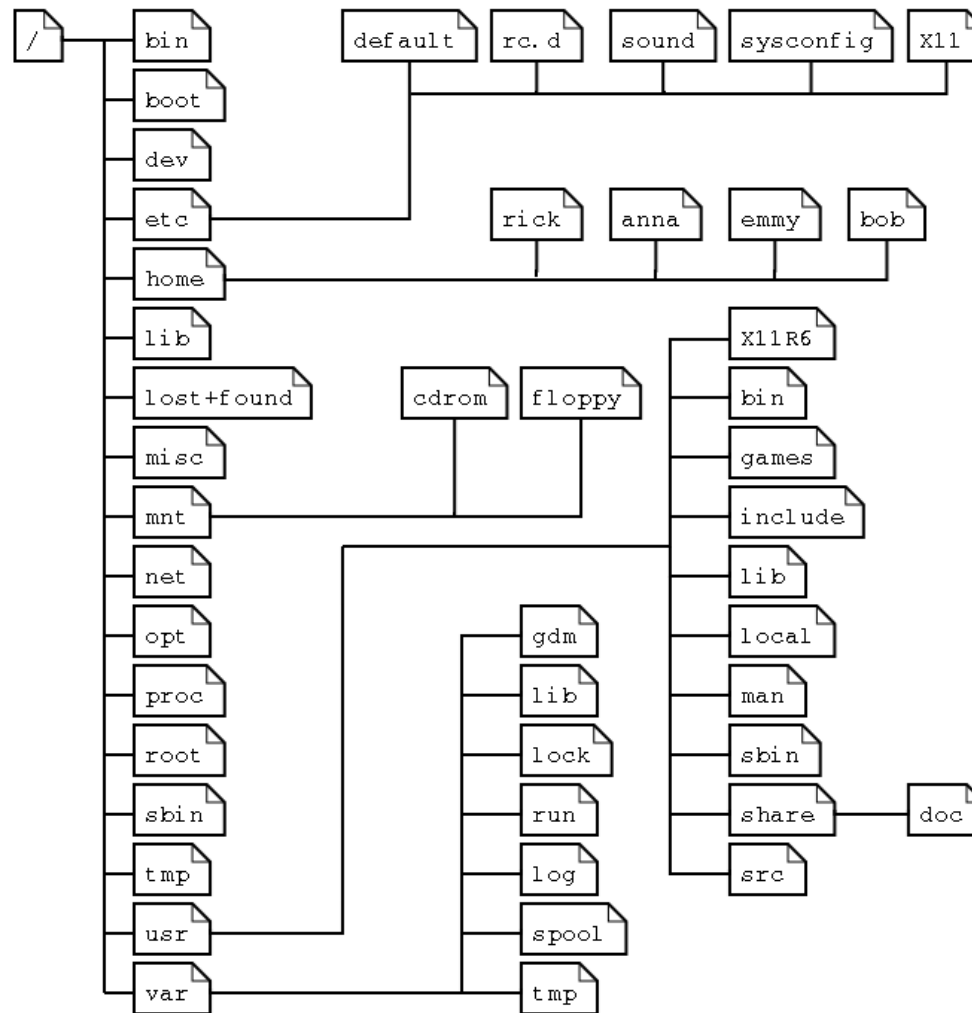 / bin default rc.d sound sysconfig X11
boot
dev
etc rick anna emmy bob
home
lib X11R6
lost+found cdrom floppy bin
misc games
mnt include
net lib
opt gdm local
proc lib man
root lock sbin
sbin run share doc
tmp log src
usr spool
var tmp